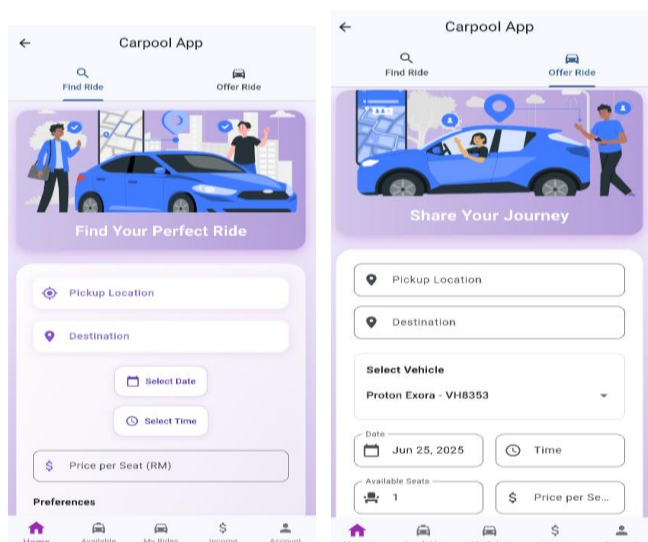 Carpool App
Find Ride
Offer Ride
Find Your Perfect Ride
Pickup Location
Destination
Select Date
Select Time
$ Price per Seat (RM)
Preferences
Home
Available
My Rides
$
Income
Account
Carpool App
Find Ride
Offer Ride
Share Your Journey
Pickup Location
Destination
Select Vehicle
Proton Exora - VH8353
Date
Jun 25, 2025
Time
Available Seats
1
$ Price per Se...
$